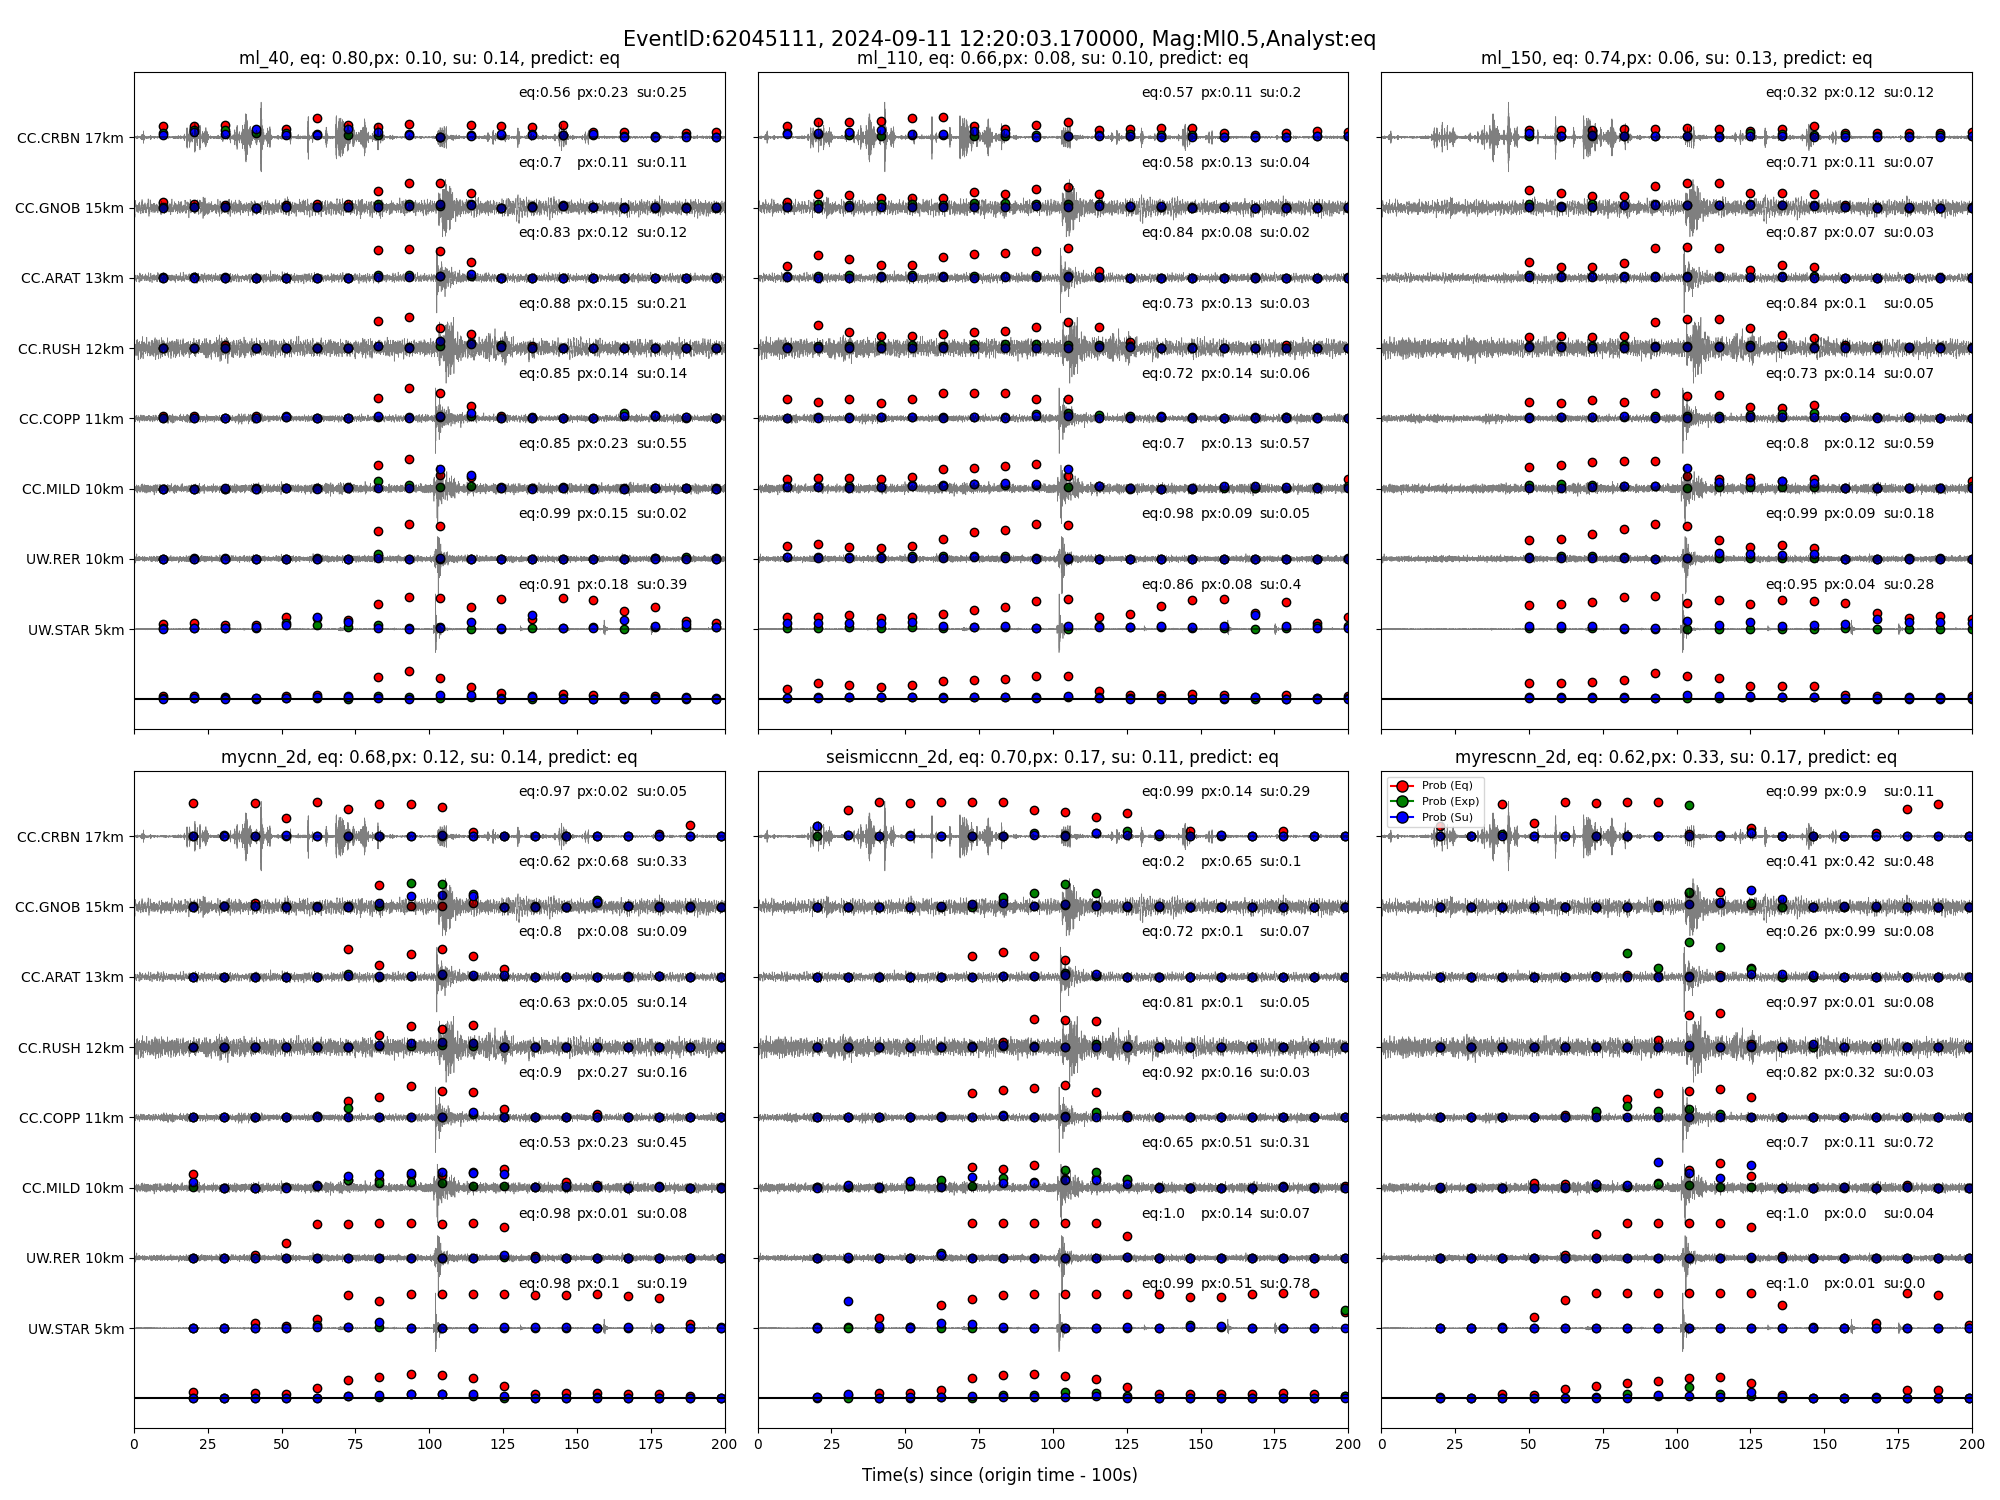 EventID:62045111, 2024-09-11 12:20:03.170000, Mag:Ml0.5,Analyst:eq
ml_40, eq: 0.80,px: 0.10, su: 0.14, predict: eq
eq:0.56 px:0.23 su:0.25
CC.CRBN 17km
eq:0.7 px:0.11 su:0.11
CC.GNOB 15km
eq:0.83 px:0.12 su:0.12
CC.ARAT 13km
eq:0.88 px:0.15 su:0.21
CC.RUSH 12km
eq:0.85 px:0.14 su:0.14
CC.COPP 11km
eq:0.85 px:0.23 su:0.55
CC.MILD 10km
eq:0.99 px:0.15 su:0.02
UW.RER 10km
eq:0.91 px:0.18 su:0.39
UW.STAR 5km
ml_110, eq: 0.66,px: 0.08, su: 0.10, predict: eq
eq:0.57 px:0.11 su:0.2
eq:0.58 px:0.13 su:0.04
eq:0.84 px:0.08 su:0.02
eq:0.73 px:0.13 su:0.03
eq:0.72 px:0.14 su:0.06
eq:0.7 px:0.13 su:0.57
eq:0.98 px:0.09 su:0.05
eq:0.86 px:0.08 su:0.4
ml_150, eq: 0.74,px: 0.06, su: 0.13, predict: eq
eq:0.32 px:0.12 su:0.12
eq:0.71 px:0.11 su:0.07
eq:0.87 px:0.07 su:0.03
eq:0.84 px:0.1 su:0.05
eq:0.73 px:0.14 su:0.07
eq:0.8 px:0.12 su:0.59
eq:0.99 px:0.09 su:0.18
eq:0.95 px:0.04 su:0.28
mycnn_2d, eq: 0.68,px: 0.12, su: 0.14, predict: eq
eq:0.97 px:0.02 su:0.05
CC.CRBN 17km
eq:0.62 px:0.68 su:0.33
CC.GNOB 15km
eq:0.8 px:0.08 su:0.09
CC.ARAT 13km
eq:0.63 px:0.05 su:0.14
CC.RUSH 12km
eq:0.9 px:0.27 su:0.16
CC.COPP 11km
eq:0.53 px:0.23 su:0.45
CC.MILD 10km
eq:0.98 px:0.01 su:0.08
UW.RER 10km
eq:0.98 px:0.1 su:0.19
UW.STAR 5km
0 25 50 75 100 125 150 175 200
seismiccnn_2d, eq: 0.70,px: 0.17, su: 0.11, predict: eq
eq:0.99 px:0.14 su:0.29
eq:0.2 px:0.65 su:0.1
eq:0.72 px:0.1 su:0.07
eq:0.81 px:0.1 su:0.05
eq:0.92 px:0.16 su:0.03
eq:0.65 px:0.51 su:0.31
eq:1.0 px:0.14 su:0.07
eq:0.99 px:0.51 su:0.78
0 25 50 75 100 125 150 175 200
myrescnn_2d, eq: 0.62,px: 0.33, su: 0.17, predict: eq
Prob (Eq)
Prob (Exp)
Prob (Su)
eq:0.99 px:0.9 su:0.11
eq:0.41 px:0.42 su:0.48
eq:0.26 px:0.99 su:0.08
eq:0.97 px:0.01 su:0.08
eq:0.82 px:0.32 su:0.03
eq:0.7 px:0.11 su:0.72
eq:1.0 px:0.0 su:0.04
eq:1.0 px:0.01 su:0.0
0 25 50 75 100 125 150 175 200
Time(s) since (origin time - 100s)